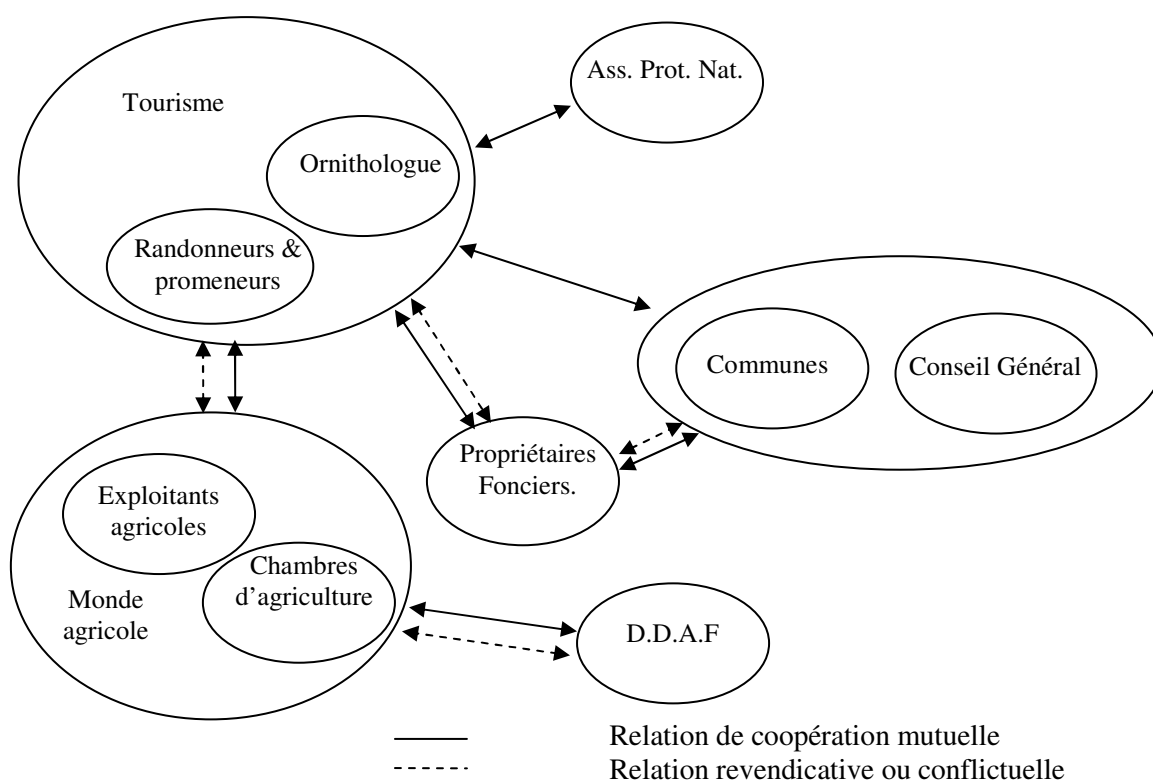 Ass. Prot. Nat.
Tourisme
Ornithologue
Randonneurs &
promeneurs
Communes
Conseil Général
Propriétaires
Fonciers.
Exploitants
agricoles
Chambres
d’agriculture
Monde
agricole
D.D.A.F
Relation de coopération mutuelle
Relation revendicative ou conflictuelle